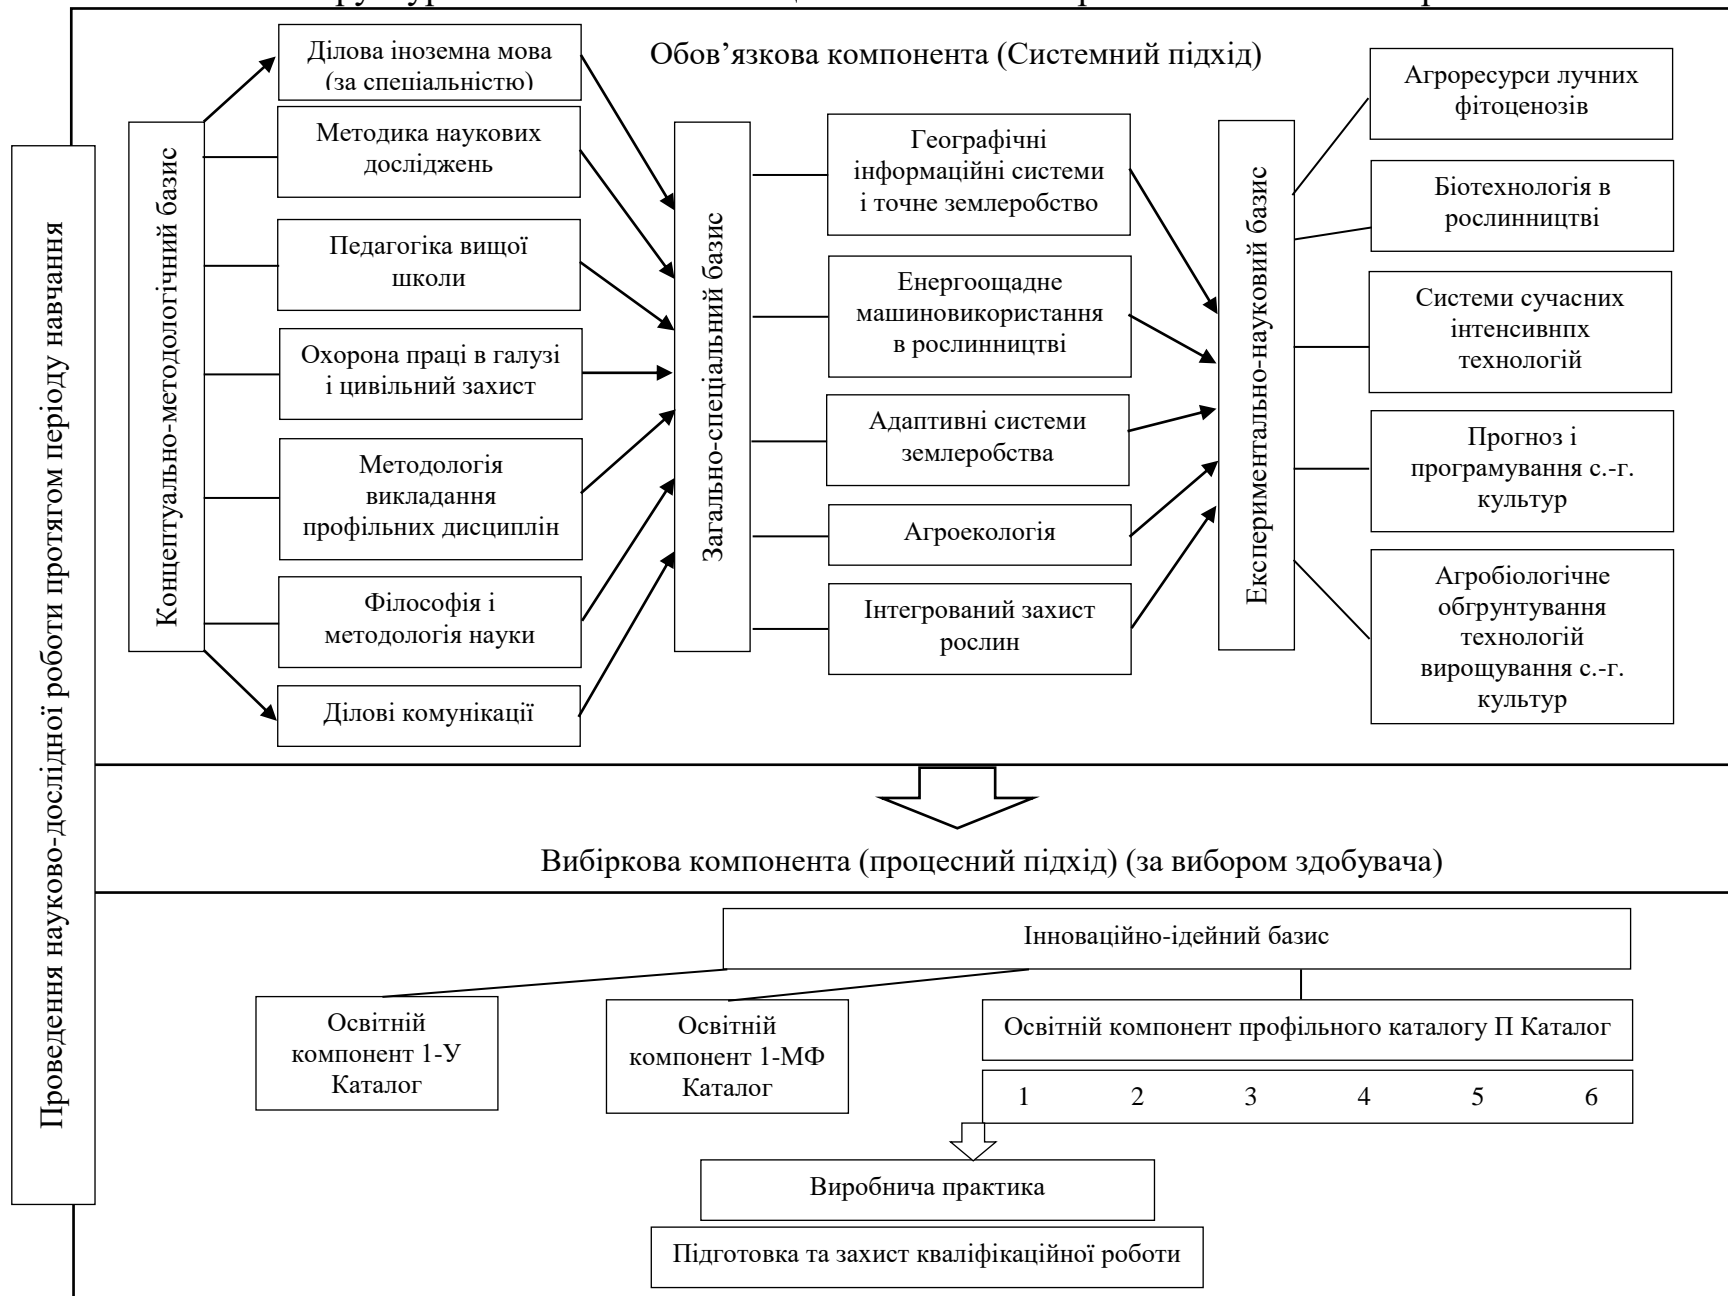 Проведення науково-дослідної роботи протягом періоду навчання
Обов’язкова компонента (Системний підхід)
Концептуально-методологічний базис
Ділова іноземна мова
(за спеціальністю)
Методика наукових
досліджень
Педагогіка вищої
школи
Охорона праці в галузі
і цивільний захист
Методологія
викладання
профільних дисциплін
Філософія і
методологія науки
Ділові комунікації
Загально-спеціальний базис
Географічні
інформаційні системи
і точне землеробство
Енергоощадне
машиновикористання
в рослинництві
Адаптивні системи
землеробства
Агроекологія
Інтегрований захист
рослин
Експериментально-науковий базис
Агроресурси лучних
фітоценозів
Біотехнологія в
рослинництві
Системи сучасних
інтенсивнпх
технологій
Прогноз і
програмування с.-г.
культур
Агробіологічне
обгрунтування
технологій
вирощування с.-г.
культур
Вибіркова компонента (процесний підхід) (за вибором здобувача)
Інноваційно-ідейний базис
Освітній
компонент 1-У
Каталог
Освітній
компонент 1-МФ
Каталог
Освітній компонент профільного каталогу П Каталог
1 2 3 4 5 6
Виробнича практика
Підготовка та захист кваліфікаційної роботи